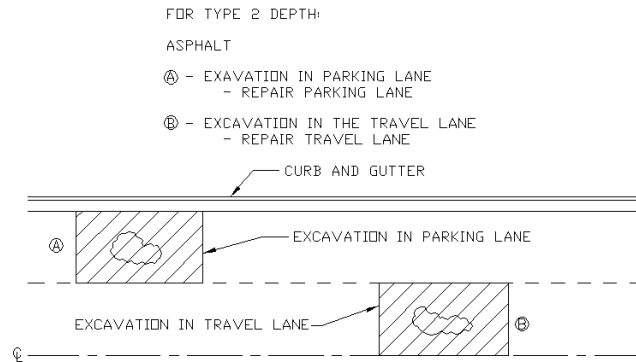 FOR TYPE 2 DEPTH:
ASPHALT
Ⓐ - EXAVATION IN PARKING LANE
- REPAIR PARKING LANE
Ⓑ - EXCAVATION IN THE TRAVEL LANE
- REPAIR TRAVEL LANE
CURB AND GUTTER
Ⓐ
EXCAVATION IN PARKING LANE
EXCAVATION IN TRAVEL LANE
Ⓑ
℄